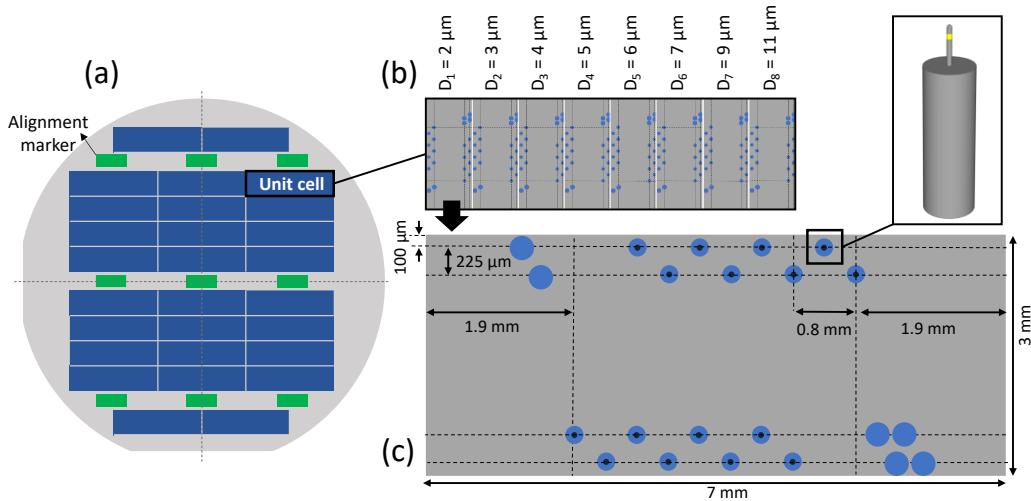 (a)
Alignment
marker
Unit cell
(b)
D₁ = 2 µm
D₂ = 3 µm
D₃ = 4 µm
D₄ = 5 µm
D₅ = 6 µm
D₆ = 7 µm
D₇ = 9 µm
D₈ = 11 µm
100 µm
225 µm
1.9 mm
0.8 mm
1.9 mm
3 mm
(c)
7 mm